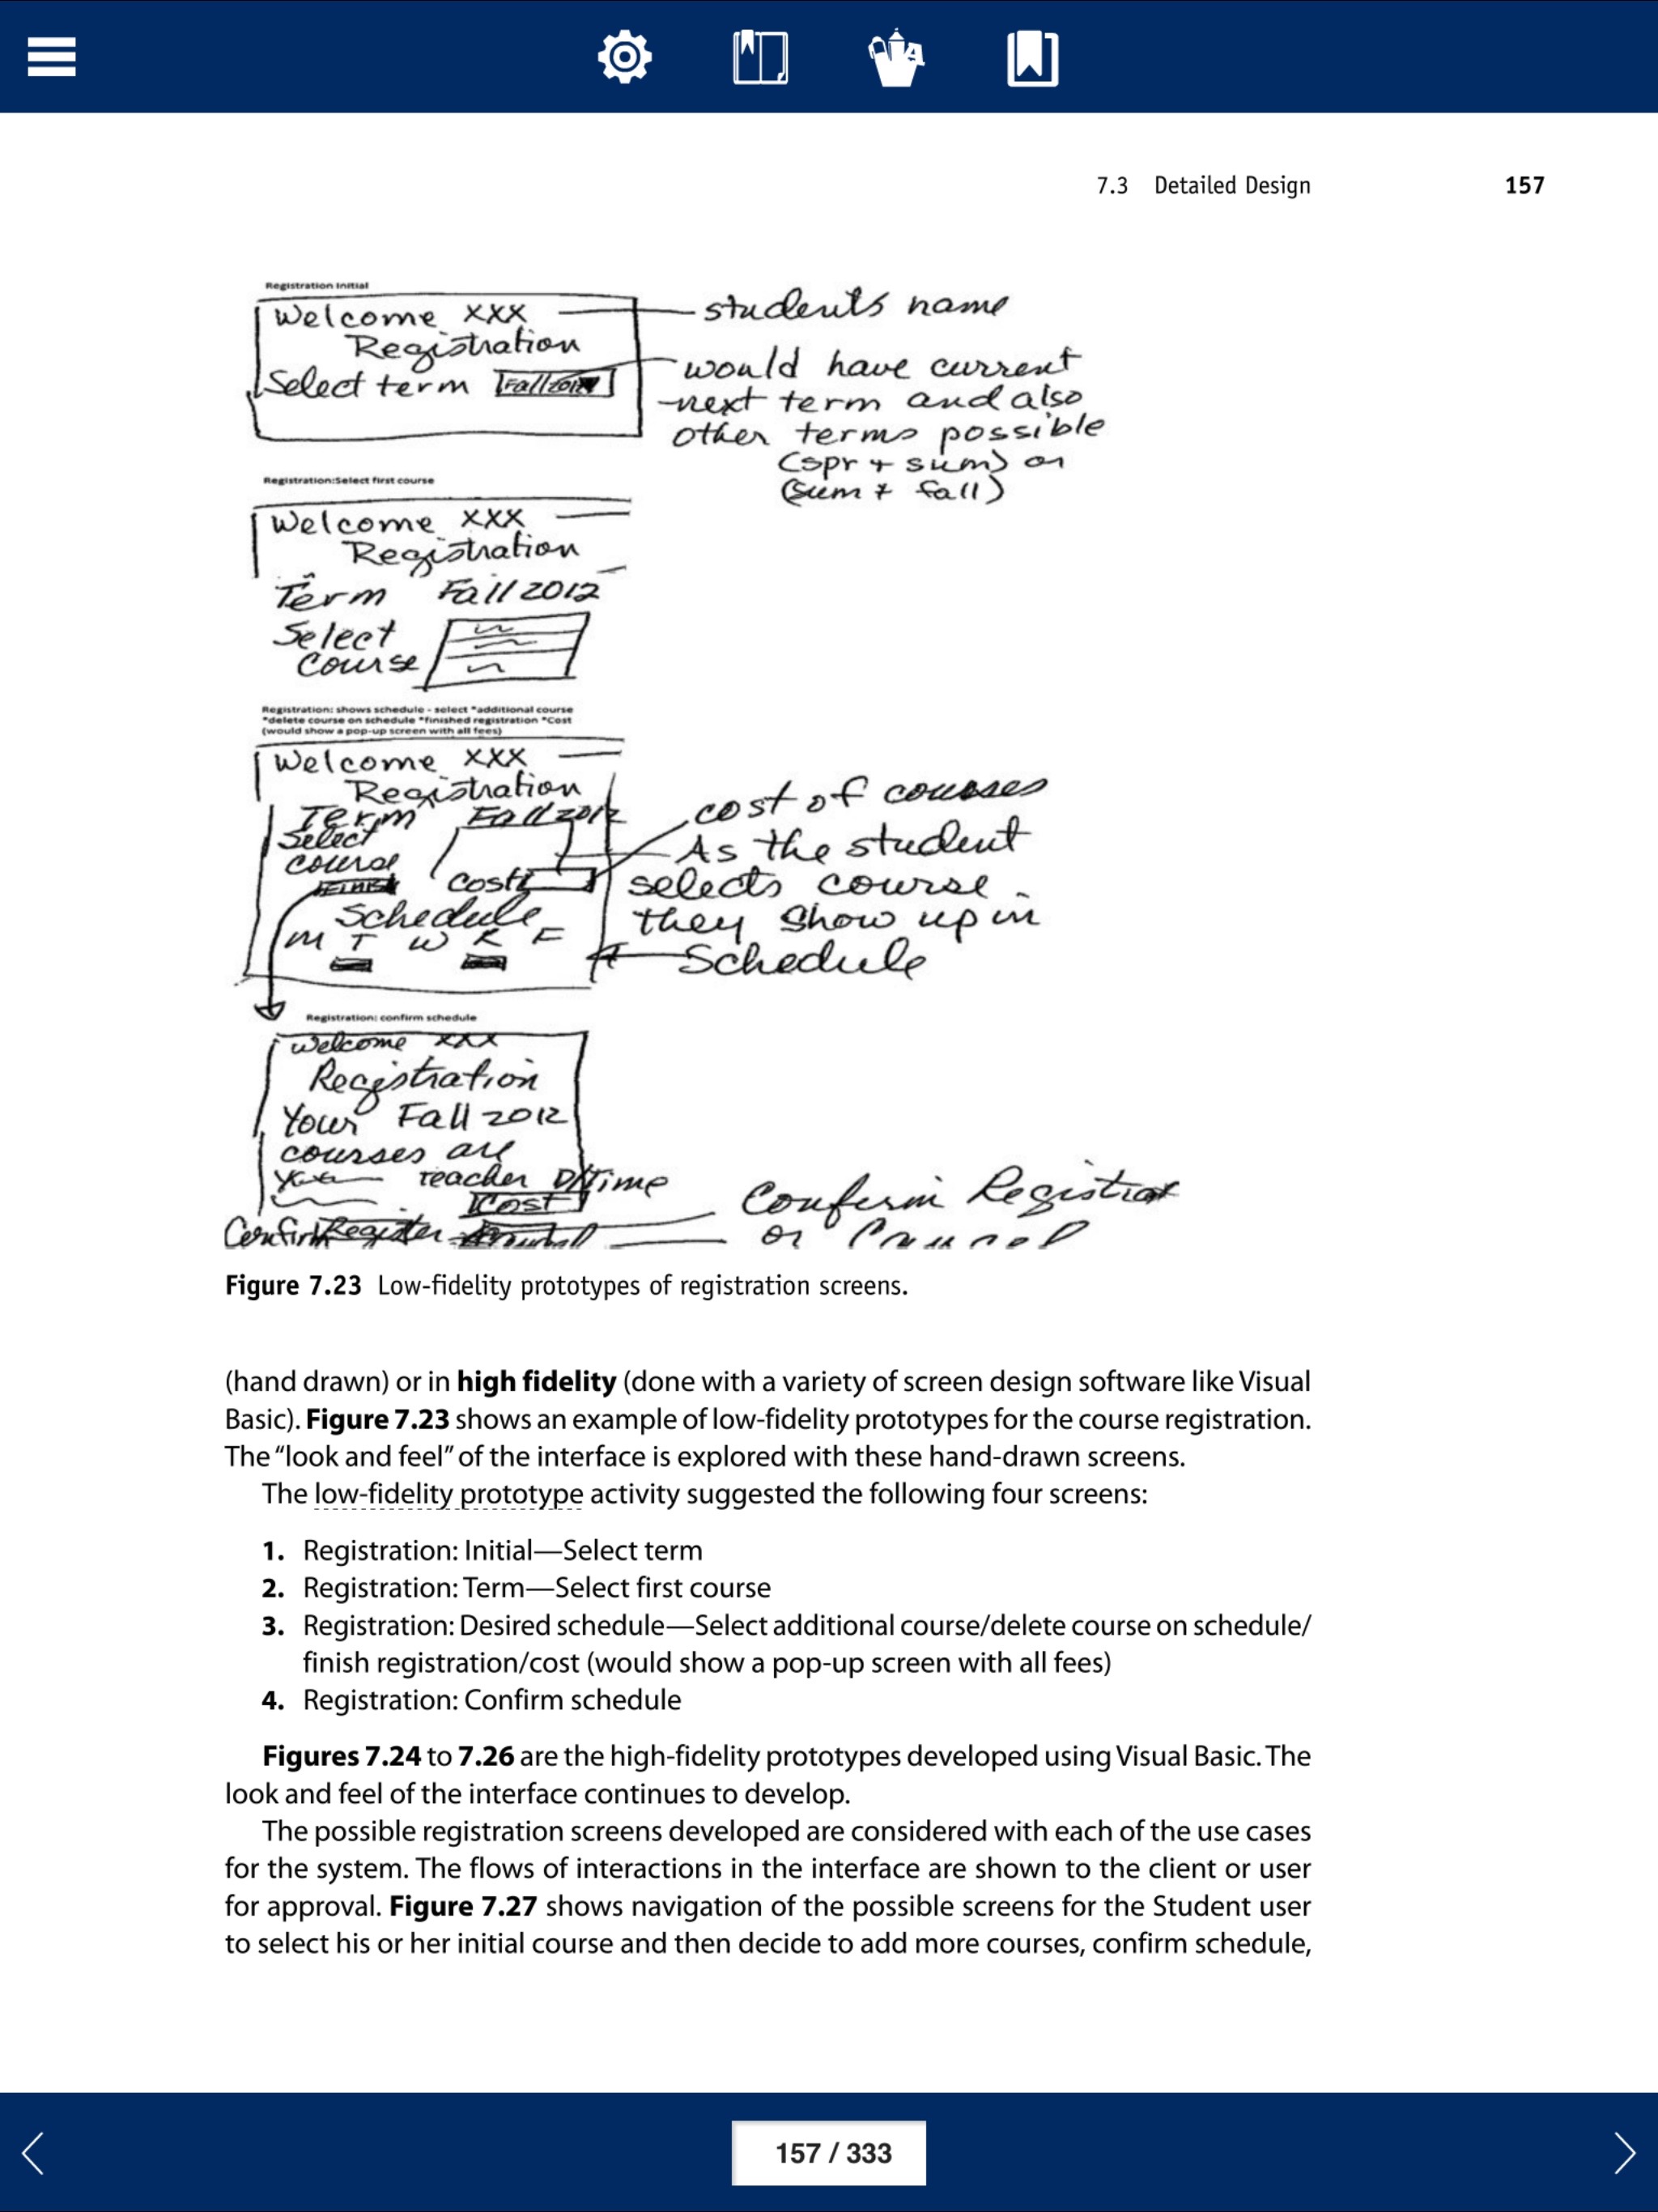 7.3 Detailed Design 157
Registration Initial
Welcome XXX
students name
Registration
Select term Fall 2012
would have current
next term and also
other terms possible
(spr + sum) or
(sum + fall)
Registration:Select first course
Welcome XXX
Registration
Term Fall 2012
Select
Course
Registration: shows schedule - select *additional course
*delete course on schedule *finished registration *Cost
(would show a pop-up screen with all fees)
Welcome XXX
Registration
Term Fall 2012
Select
course
Finish
Cost
Schedule
M T W R F
cost of courses
As the student
selects course
they show up in
Schedule
Registration: confirm schedule
Welcome XXX
Registration
Your Fall 2012
courses are
teacher D/Time
Cost
Confirm Register
Confirm Registrat
or Cancel
Figure 7.23 Low-fidelity prototypes of registration screens.
(hand drawn) or in high fidelity (done with a variety of screen design software like Visual
Basic). Figure 7.23 shows an example of low-fidelity prototypes for the course registration.
The “look and feel” of the interface is explored with these hand-drawn screens.
The low-fidelity prototype activity suggested the following four screens:
1. Registration: Initial—Select term
2. Registration: Term—Select first course
3. Registration: Desired schedule—Select additional course/delete course on schedule/
finish registration/cost (would show a pop-up screen with all fees)
4. Registration: Confirm schedule
Figures 7.24 to 7.26 are the high-fidelity prototypes developed using Visual Basic. The
look and feel of the interface continues to develop.
The possible registration screens developed are considered with each of the use cases
for the system. The flows of interactions in the interface are shown to the client or user
for approval. Figure 7.27 shows navigation of the possible screens for the Student user
to select his or her initial course and then decide to add more courses, confirm schedule,
157 / 333